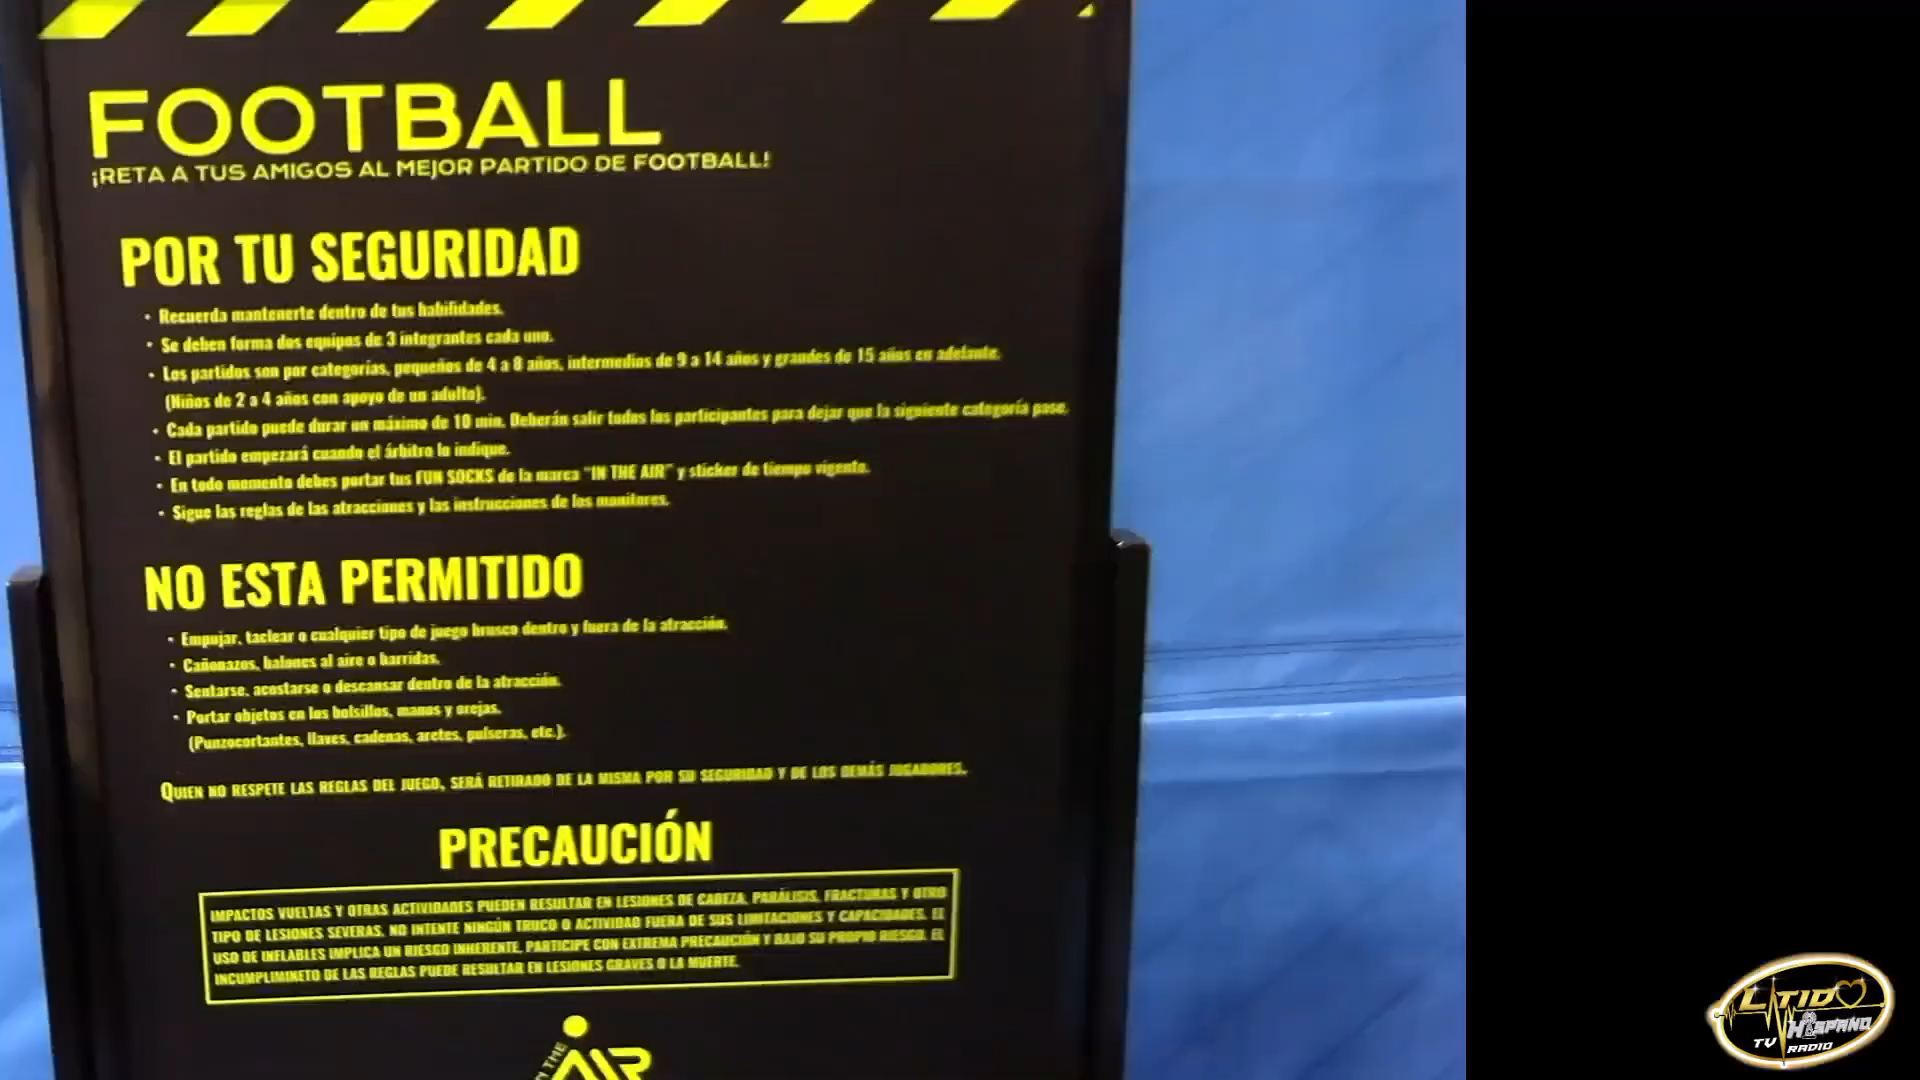 FOOTBALL
¡RETA A TUS AMIGOS AL MEJOR PARTIDO DE FOOTBALL!
POR TU SEGURIDAD
• Recuerda mantenerte dentro de tus habilidades.
• Se deben forma dos equipos de 3 integrantes cada uno.
• Los partidos son por categorías, pequeños de 4 a 8 años, intermedios de 9 a 14 años y grandes de 15 años en adelante.
(Niños de 2 a 4 años con apoyo de un adulto).
• Cada partido puede durar un máximo de 10 min. Deberán salir todos los participantes para dejar que la siguiente categoría pase.
• El partido empezará cuando el árbitro lo indique.
• En todo momento debes portar tus FUN SOCKS de la marca "IN THE AIR" y sticker de tiempo vigente.
• Sigue las reglas de las atracciones y las instrucciones de los monitores.
NO ESTA PERMITIDO
• Empujar, taclear o cualquier tipo de juego brusco dentro y fuera de la atracción.
• Cañonazos, balones al aire o barridas.
• Sentarse, acostarse o descansar dentro de la atracción.
• Portar objetos en los bolsillos, manos y orejas.
(Punzocortantes, llaves, cadenas, aretes, pulseras, etc.).
QUIEN NO RESPETE LAS REGLAS DEL JUEGO, SERÁ RETIRADO DE LA MISMA POR SU SEGURIDAD Y DE LOS DEMÁS JUGADORES.
PRECAUCIÓN
IMPACTOS VUELTAS Y OTRAS ACTIVIDADES PUEDEN RESULTAR EN LESIONES DE CABEZA, PARÁLISIS, FRACTURAS Y OTRO
TIPO DE LESIONES SEVERAS. NO INTENTE NINGÚN TRUCO O ACTIVIDAD FUERA DE SUS LIMITACIONES Y CAPACIDADES. EL
USO DE INFLABLES IMPLICA UN RIESGO INHERENTE, PARTICIPE CON EXTREMA PRECAUCIÓN Y BAJO SU PROPIO RIESGO. EL
INCUMPLIMINETO DE LAS REGLAS PUEDE RESULTAR EN LESIONES GRAVES O LA MUERTE.
IN THE
AIR
LATIDO
HISPANO
TV RADIO